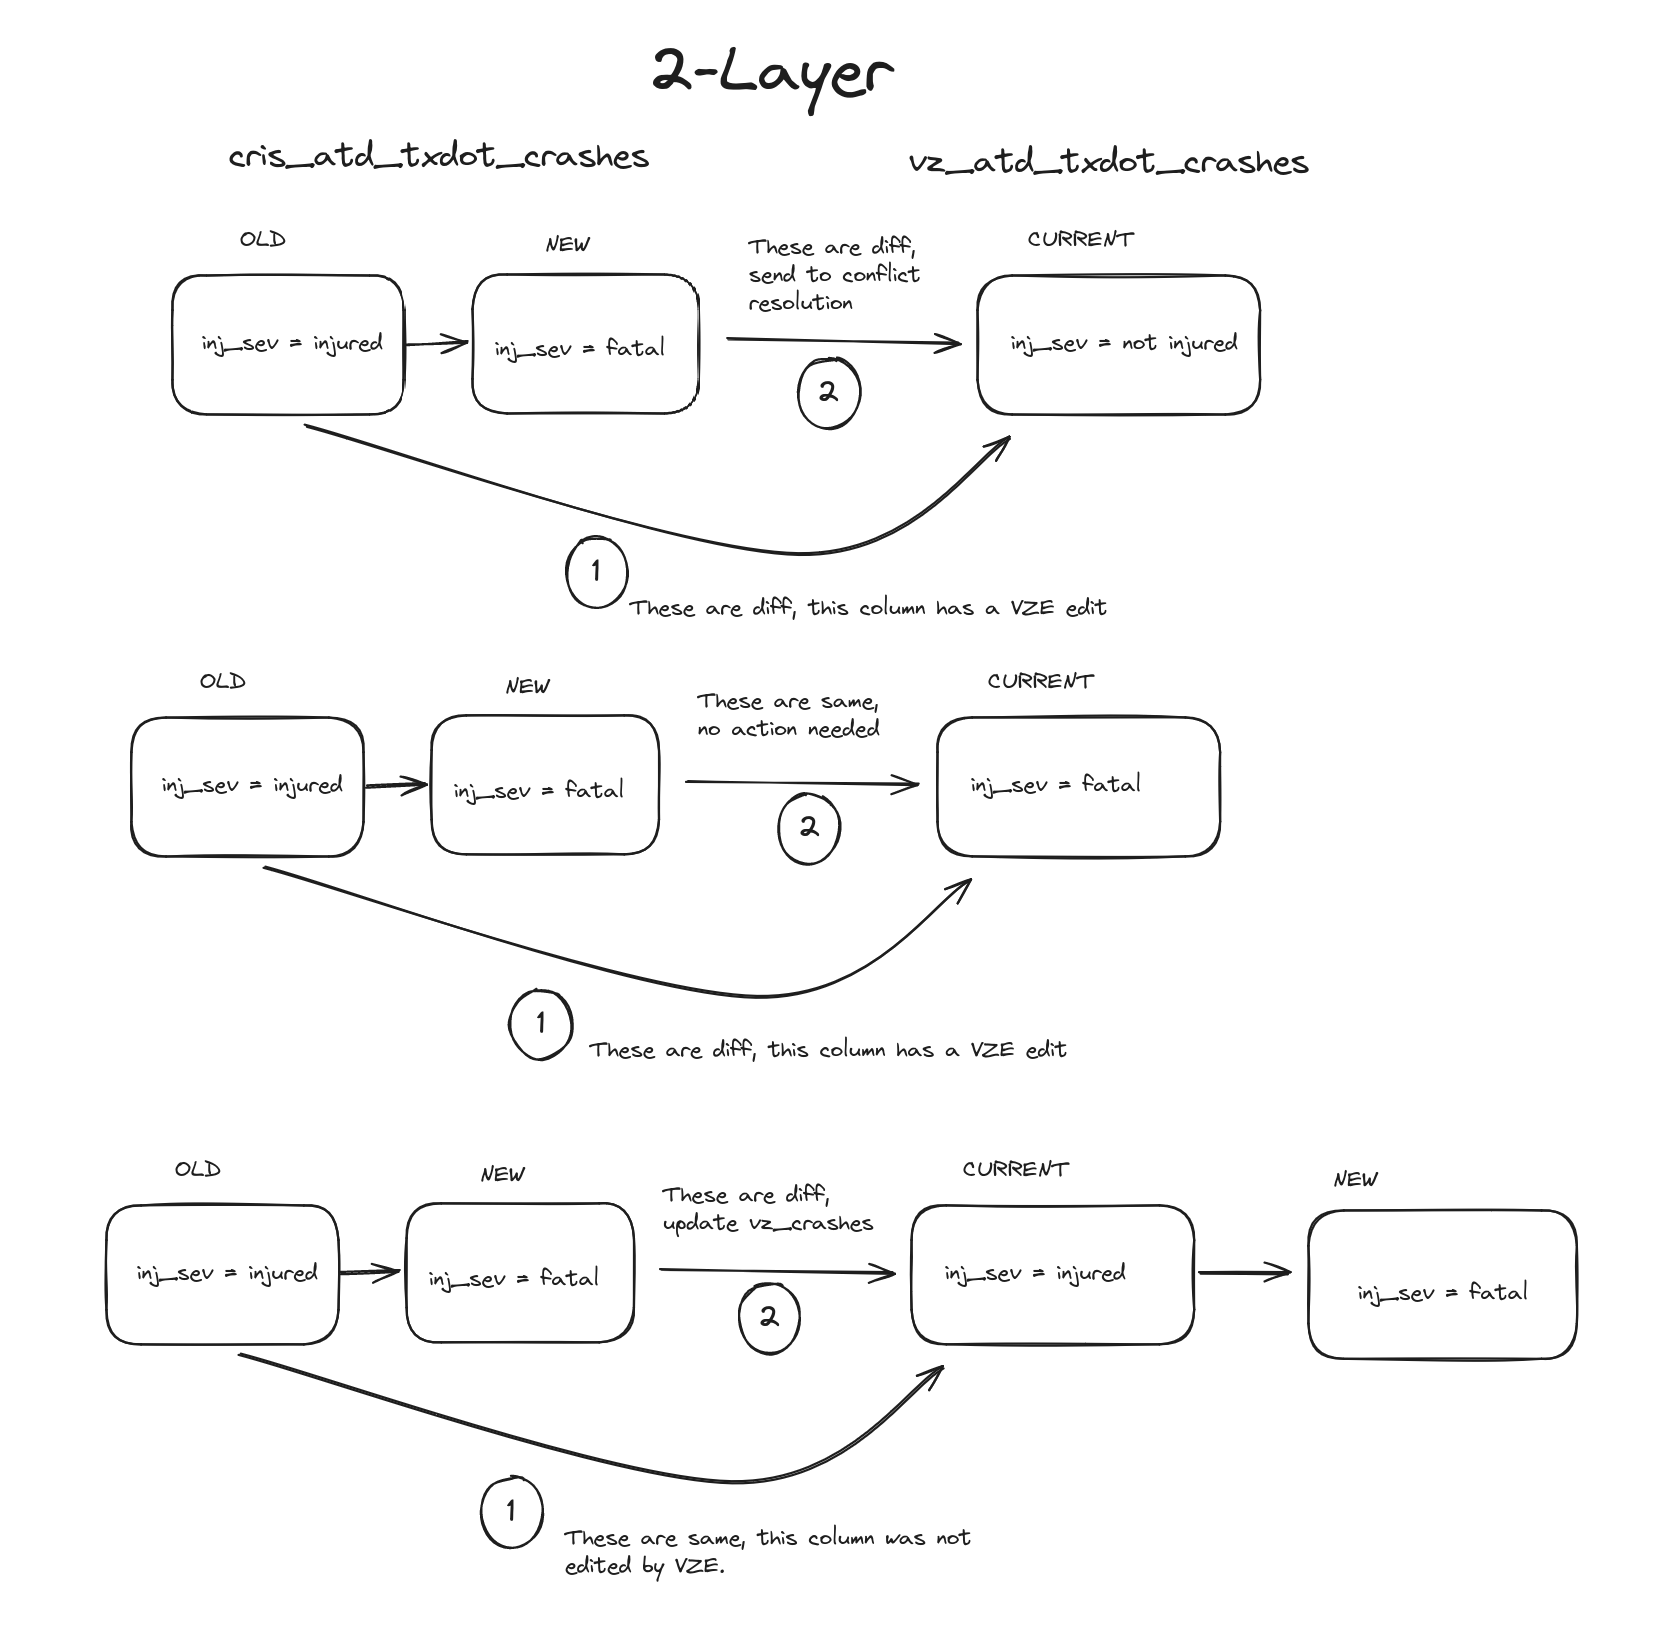 2-Layer
cris_atd_txdot_crashes
vz_atd_txdot_crashes
OLD
NEW
These are diff,
send to conflict
resolution
CURRENT
inj_sev = injured
inj_sev = fatal
inj_sev = not injured
2
1
These are diff, this column has a VZE edit
OLD
NEW
These are same,
no action needed
CURRENT
inj_sev = injured
inj_sev = fatal
inj_sev = fatal
2
1
These are diff, this column has a VZE edit
OLD
NEW
These are diff,
update vz_crashes
CURRENT
NEW
inj_sev = injured
inj_sev = fatal
inj_sev = injured
inj_sev = fatal
2
1
These are same, this column was not
edited by VZE.